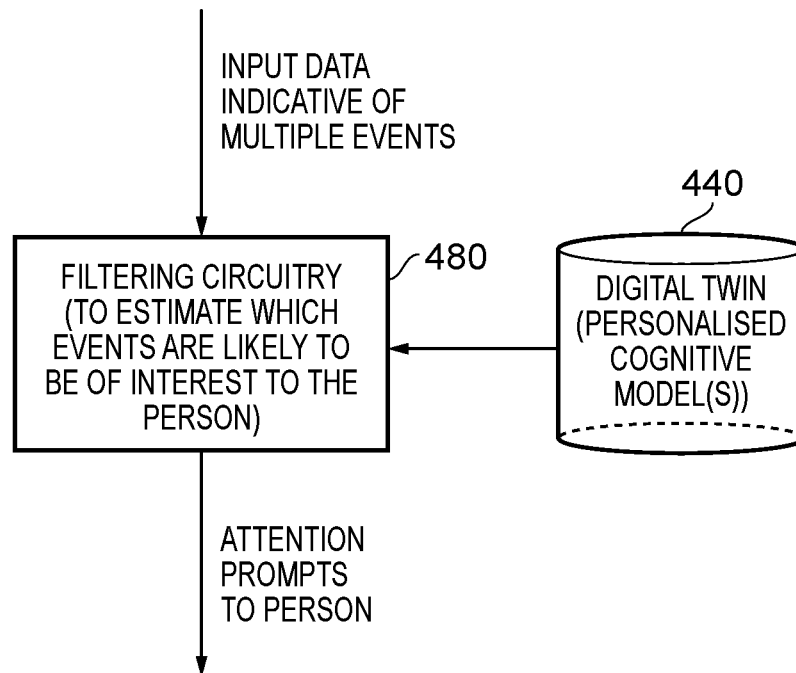 INPUT DATA
INDICATIVE OF
MULTIPLE EVENTS
440
480
FILTERING CIRCUITRY
(TO ESTIMATE WHICH
EVENTS ARE LIKELY TO
BE OF INTEREST TO THE
PERSON)
DIGITAL TWIN
(PERSONALISED
COGNITIVE
MODEL(S))
ATTENTION
PROMPTS
TO PERSON